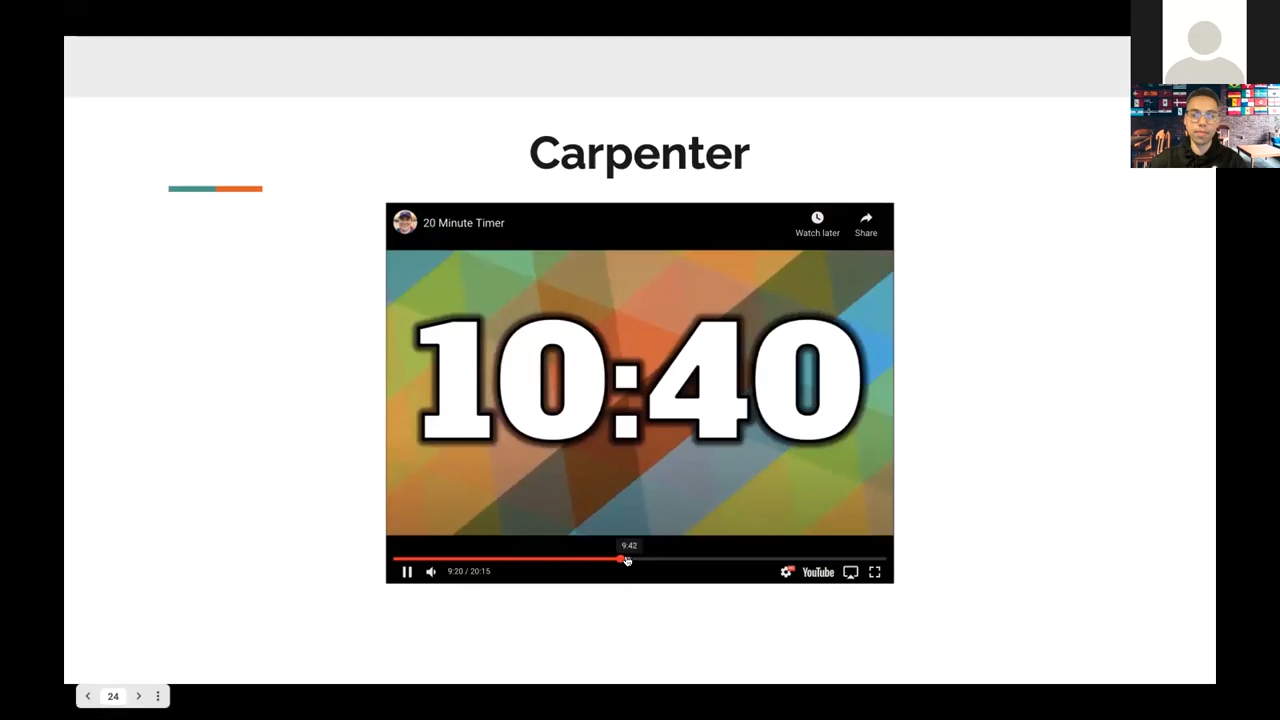 Carpenter
20 Minute Timer
Watch later
Share
10:40
9:42
9:20 / 20:15
YouTube
24